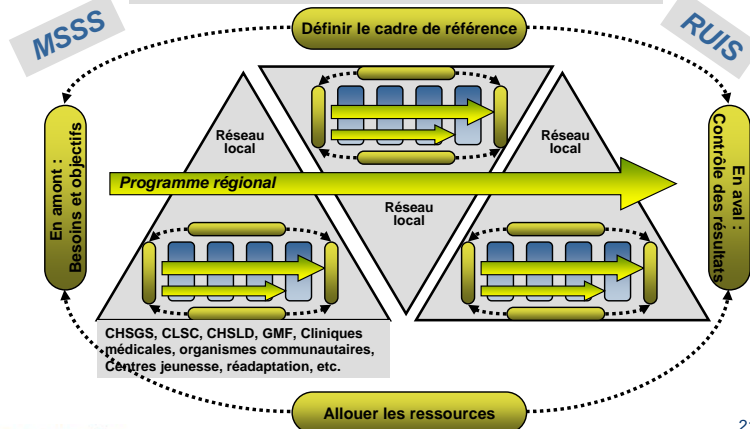 MSSS
Définir le cadre de référence
RUIS
Réseau
local
Réseau
local
En amont :
Besoins et objectifs
Programme régional
En aval :
Contrôle des résultats
Réseau
local
CHSGS, CLSC, CHSLD, GMF, Cliniques
médicales, organismes communautaires,
Centres jeunesse, réadaptation, etc.
Allouer les ressources